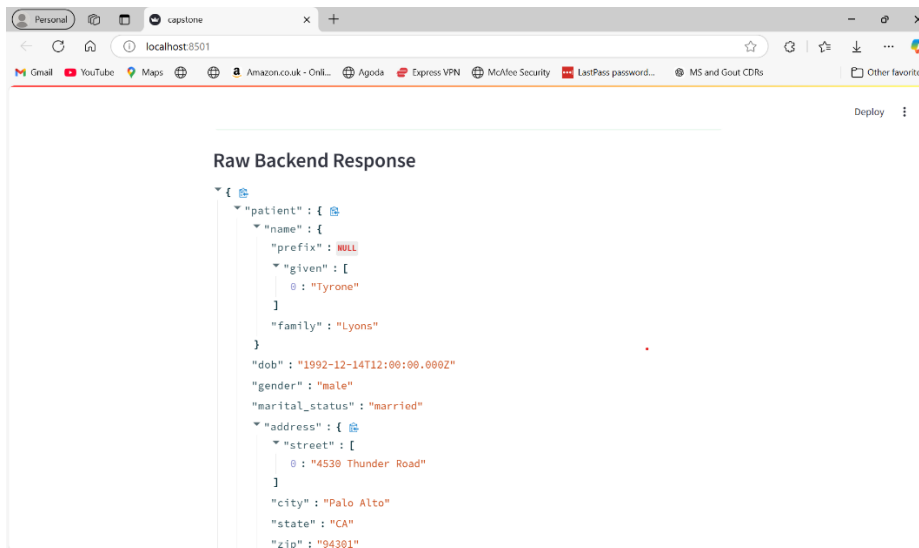 Personal
capstone
localhost:8501
Gmail YouTube Maps Amazon.co.uk - Onli... Agoda Express VPN McAfee Security LastPass password... MS and Gout CDRs Other favorite
Deploy
Raw Backend Response
{
"patient" : {
"name" : {
"prefix" : NULL
"given" : [
0 : "Tyrone"
]
"family" : "Lyons"
}
"dob" : "1992-12-14T12:00:00.000Z"
"gender" : "male"
"marital_status" : "married"
"address" : {
"street" : [
0 : "4530 Thunder Road"
]
"city" : "Palo Alto"
"state" : "CA"
"zip" : "94301"